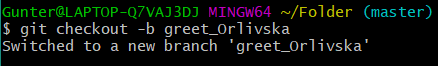 Gunter@LAPTOP-Q7VAJ3DJ MINGW64 ~/Folder (master)
$ git checkout -b greet_Orlivska
Switched to a new branch 'greet_Orlivska'